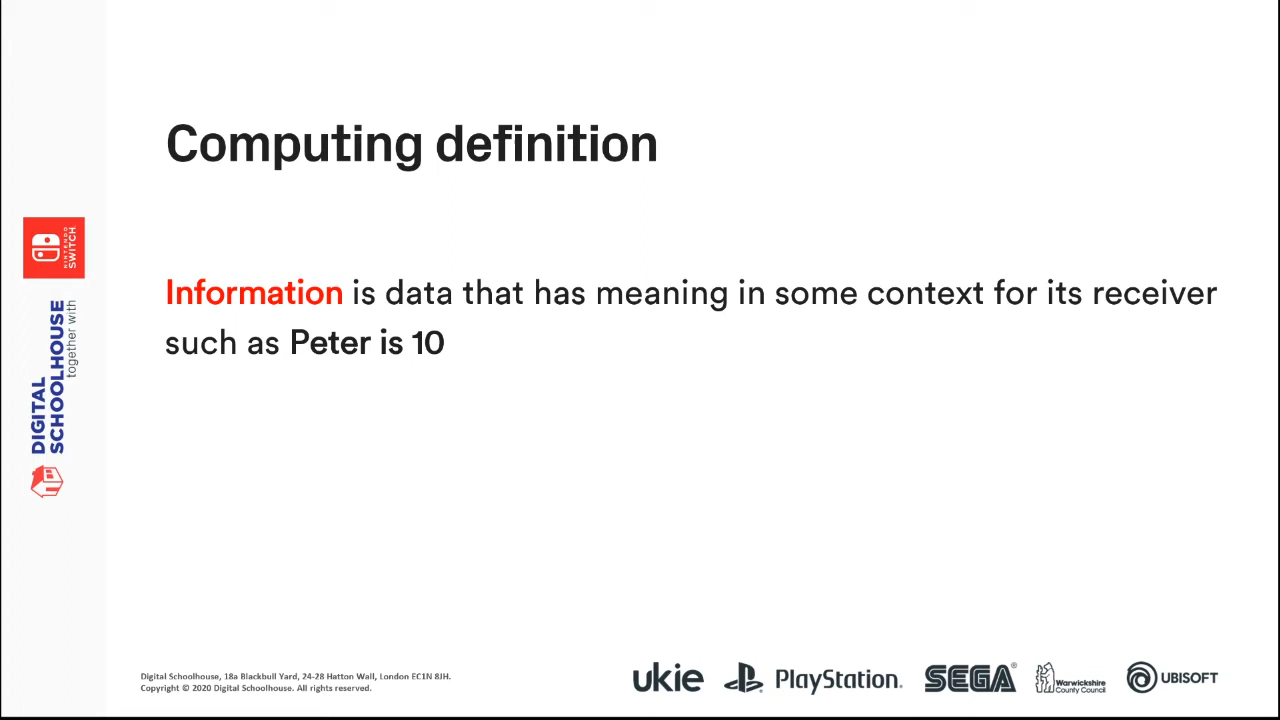 Computing definition
Information is data that has meaning in some context for its receiver
such as Peter is 10
NINTENDO
SWITCH
DIGITAL
SCHOOLHOUSE
together with
Digital Schoolhouse, 18a Blackbull Yard, 24-28 Hatton Wall, London EC1N 8JH.
Copyright © 2020 Digital Schoolhouse. All rights reserved.
ukie
PlayStation.
SEGA®
Warwickshire
County Council
UBISOFT